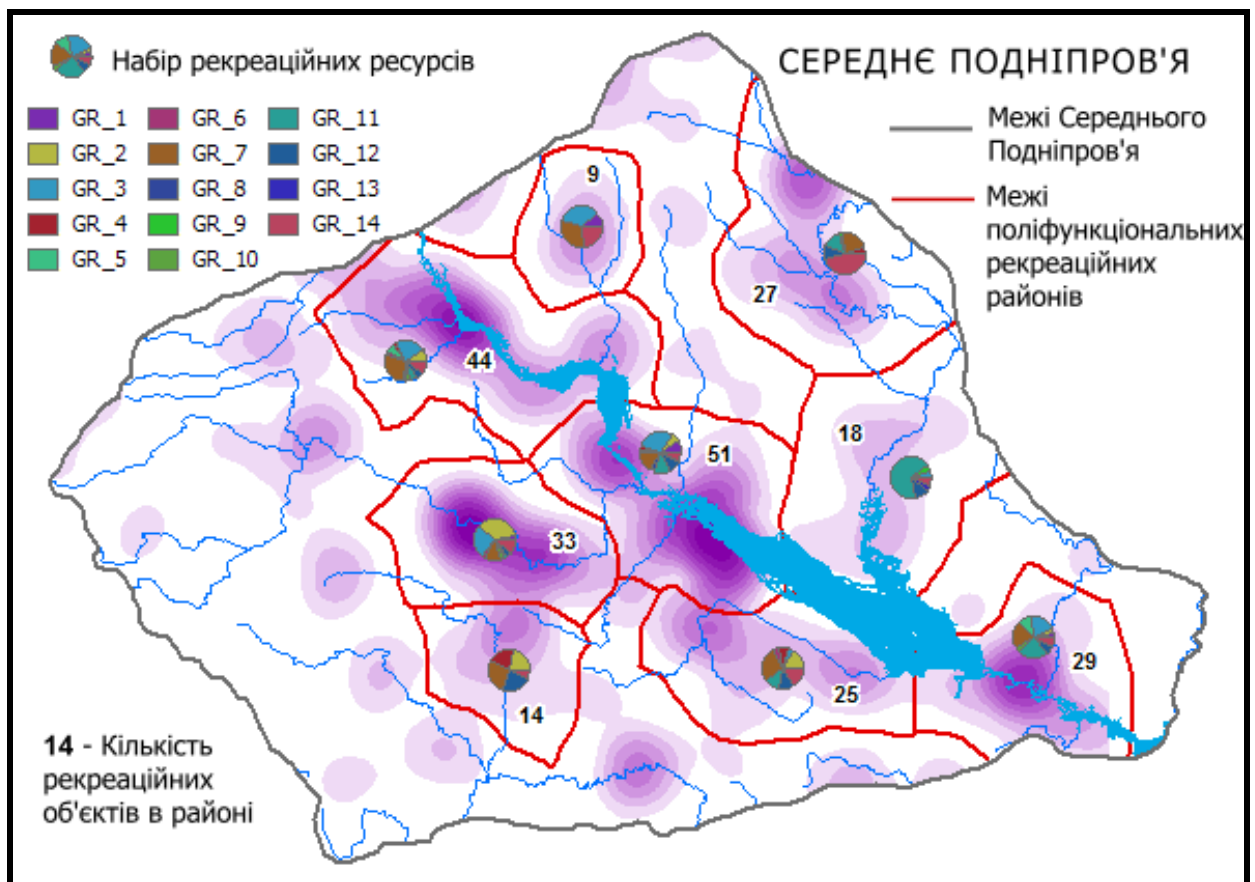 Набір рекреаційних ресурсів
GR_1
GR_2
GR_3
GR_4
GR_5
GR_6
GR_7
GR_8
GR_9
GR_10
GR_11
GR_12
GR_13
GR_14
СЕРЕДНЄ ПОДНІПРОВ'Я
Межі Середнього
Подніпров'я
Межі
поліфункціональних
рекреаційних
районів
9
27
44
18
51
33
29
25
14
14 - Кількість
рекреаційних
об'єктів в районі